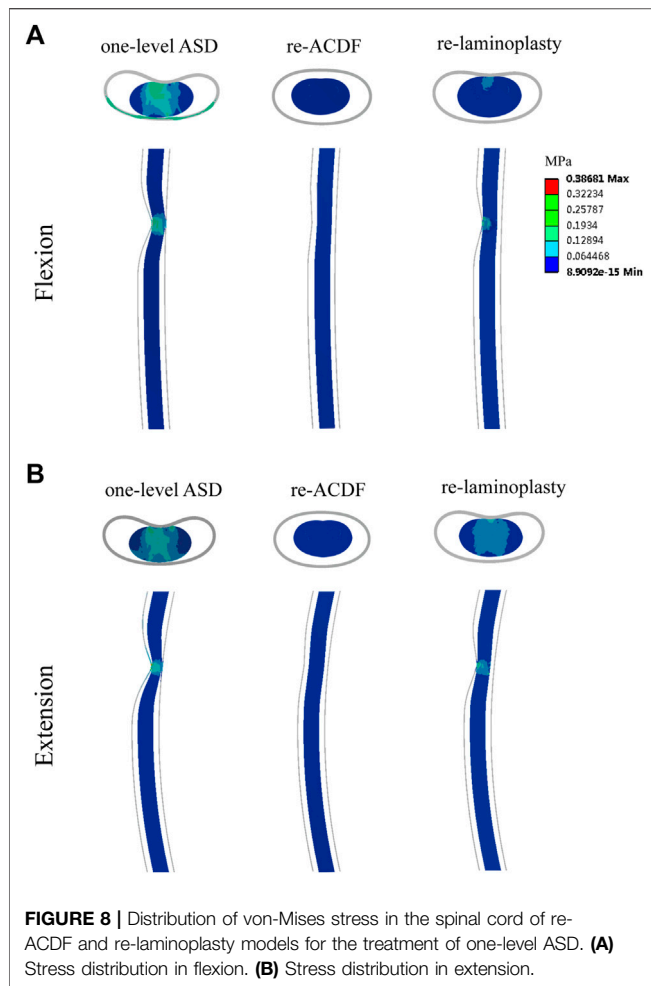 A
one-level ASD re-ACDF re-laminoplasty
MPa
0.38681 Max
0.32234
0.25787
0.1934
0.12894
0.064468
8.9092e-15 Min
Flexion
B
one-level ASD re-ACDF re-laminoplasty
Extension
FIGURE 8 | Distribution of von-Mises stress in the spinal cord of re-
ACDF and re-laminoplasty models for the treatment of one-level ASD. (A)
Stress distribution in flexion. (B) Stress distribution in extension.